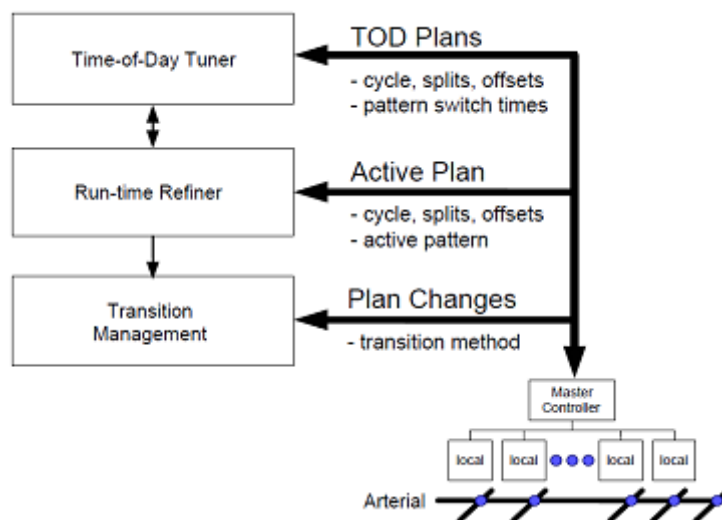 TOD Plans
Time-of-Day Tuner
- cycle, splits, offsets
- pattern switch times
Active Plan
Run-time Refiner
- cycle, splits, offsets
- active pattern
Plan Changes
Transition
Management
- transition method
Master
Controller
local
local
local
local
Arterial